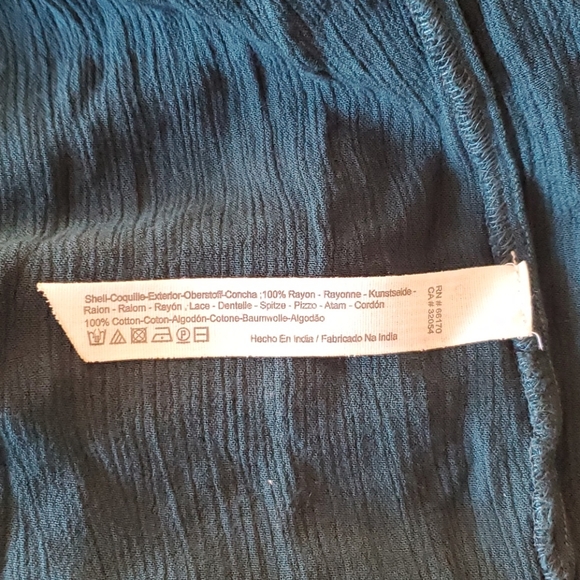 Shell-Coquille-Exterior-Oberstoff-Concha :100% Rayon - Rayonne - Kunstseide -
Raion - Raiom - Rayón , Lace - Dentelle - Spitze - Pizzo - Atam - Cordón
100% Cotton-Coton-Algodón-Cotone-Baumwolle-Algodão
Hecho En India / Fabricado Na India
RN # 66170
CA # 32054